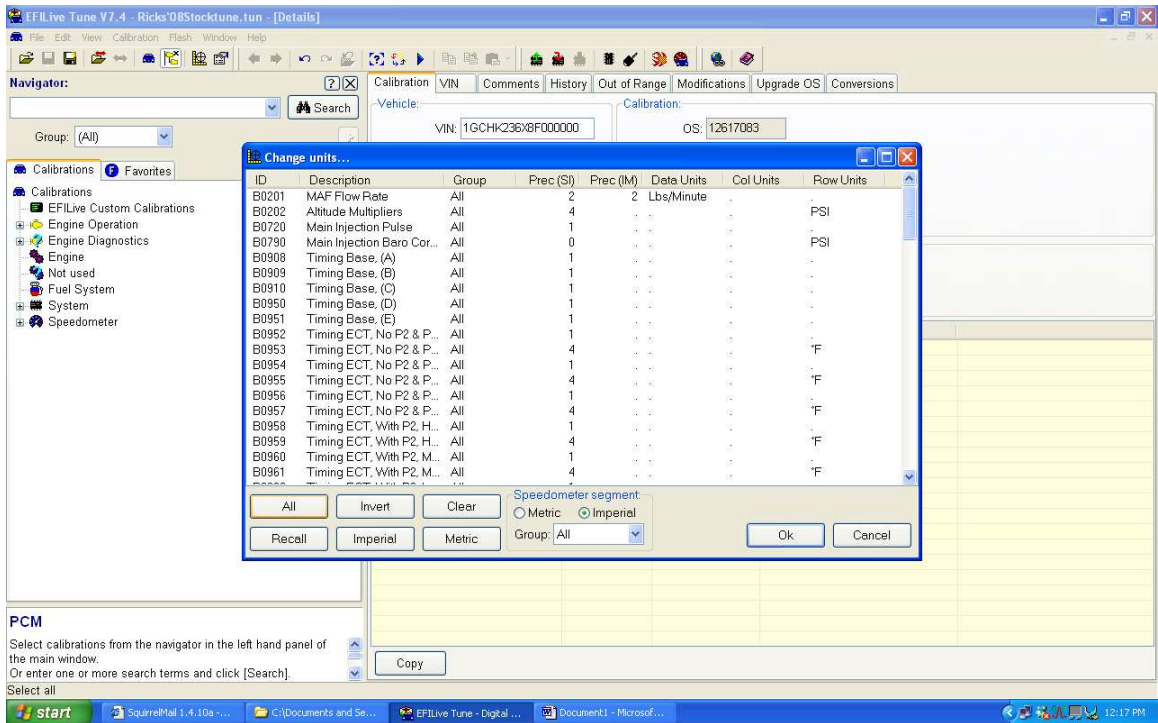 EFILive Tune V7.4 - Ricks'08Stocktune.tun - [Details]
File Edit View Calibration Flash Window Help
Navigator:
Search
Group: (All)
Calibrations Favorites
Calibrations
EFILive Custom Calibrations
Engine Operation
Engine Diagnostics
Engine
Not used
Fuel System
System
Speedometer
PCM
Select calibrations from the navigator in the left hand panel of
the main window.
Or enter one or more search terms and click [Search].
Calibration VIN Comments History Out of Range Modifications Upgrade OS Conversions
Vehicle:
VIN: 1GCHK236X8F000000
Calibration:
OS: 12617083
Change units...
ID Description Group Prec (SI) Prec (IM) Data Units Col Units Row Units
B0201 MAF Flow Rate All 2 2 Lbs/Minute . .
B0202 Altitude Multipliers All 4 . . . PSI
B0720 Main Injection Pulse All 1 . . . .
B0790 Main Injection Baro Cor... All 0 . . . PSI
B0908 Timing Base, (A) All 1 . . . .
B0909 Timing Base, (B) All 1 . . . .
B0910 Timing Base, (C) All 1 . . . .
B0950 Timing Base, (D) All 1 . . . .
B0951 Timing Base, (E) All 1 . . . .
B0952 Timing ECT, No P2 & P... All 1 . . . .
B0953 Timing ECT, No P2 & P... All 4 . . . °F
B0954 Timing ECT, No P2 & P... All 1 . . . .
B0955 Timing ECT, No P2 & P... All 4 . . . °F
B0956 Timing ECT, No P2 & P... All 1 . . . .
B0957 Timing ECT, No P2 & P... All 4 . . . °F
B0958 Timing ECT, With P2, H... All 1 . . . .
B0959 Timing ECT, With P2, H... All 4 . . . °F
B0960 Timing ECT, With P2, M... All 1 . . . .
B0961 Timing ECT, With P2, M... All 4 . . . °F
All Invert Clear
Recall Imperial Metric
Speedometer segment:
Metric Imperial
Group: All
Ok Cancel
Copy
Select all
start SquirrelMail 1.4.10a -... C:\Documents and Se... EFILive Tune - Digital ... Document1 - Microsof... 12:17 PM